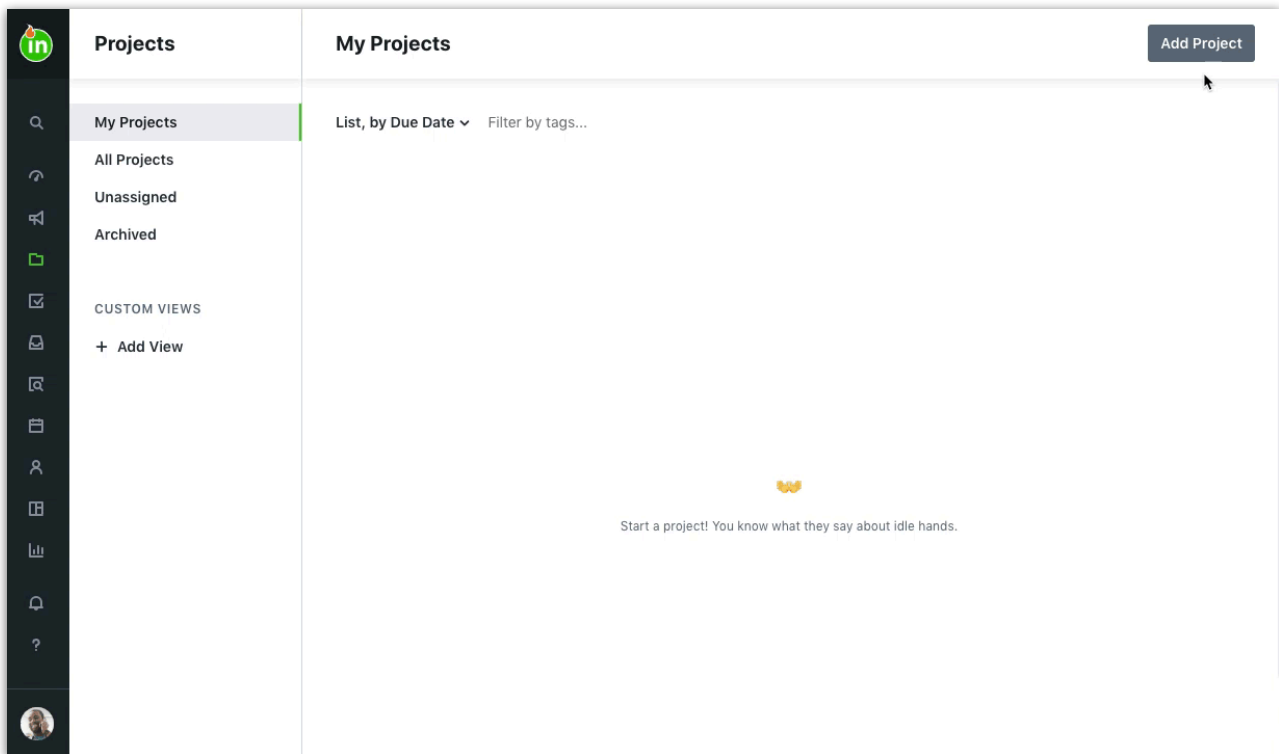 in
Projects
My Projects
Add Project
My Projects
All Projects
Unassigned
Archived
CUSTOM VIEWS
+ Add View
List, by Due Date
Filter by tags...
Start a project! You know what they say about idle hands.
?